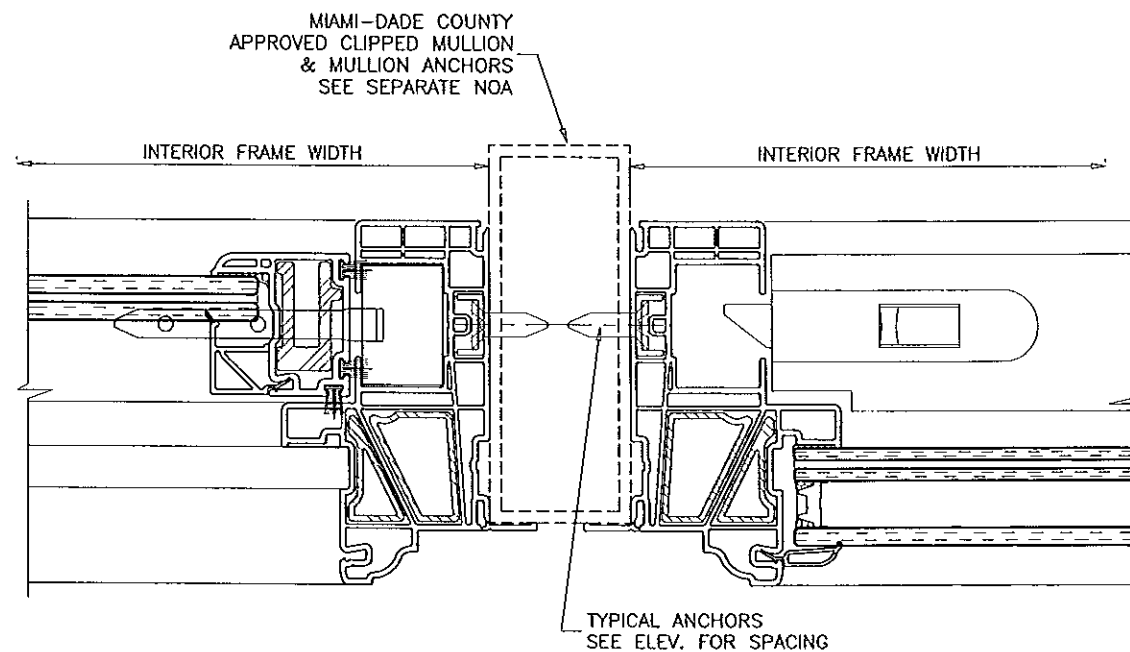 MIAMI-DADE COUNTY
APPROVED CLIPPED MULLION
& MULLION ANCHORS
SEE SEPARATE NOA
INTERIOR FRAME WIDTH
INTERIOR FRAME WIDTH
TYPICAL ANCHORS
SEE ELEV. FOR SPACING